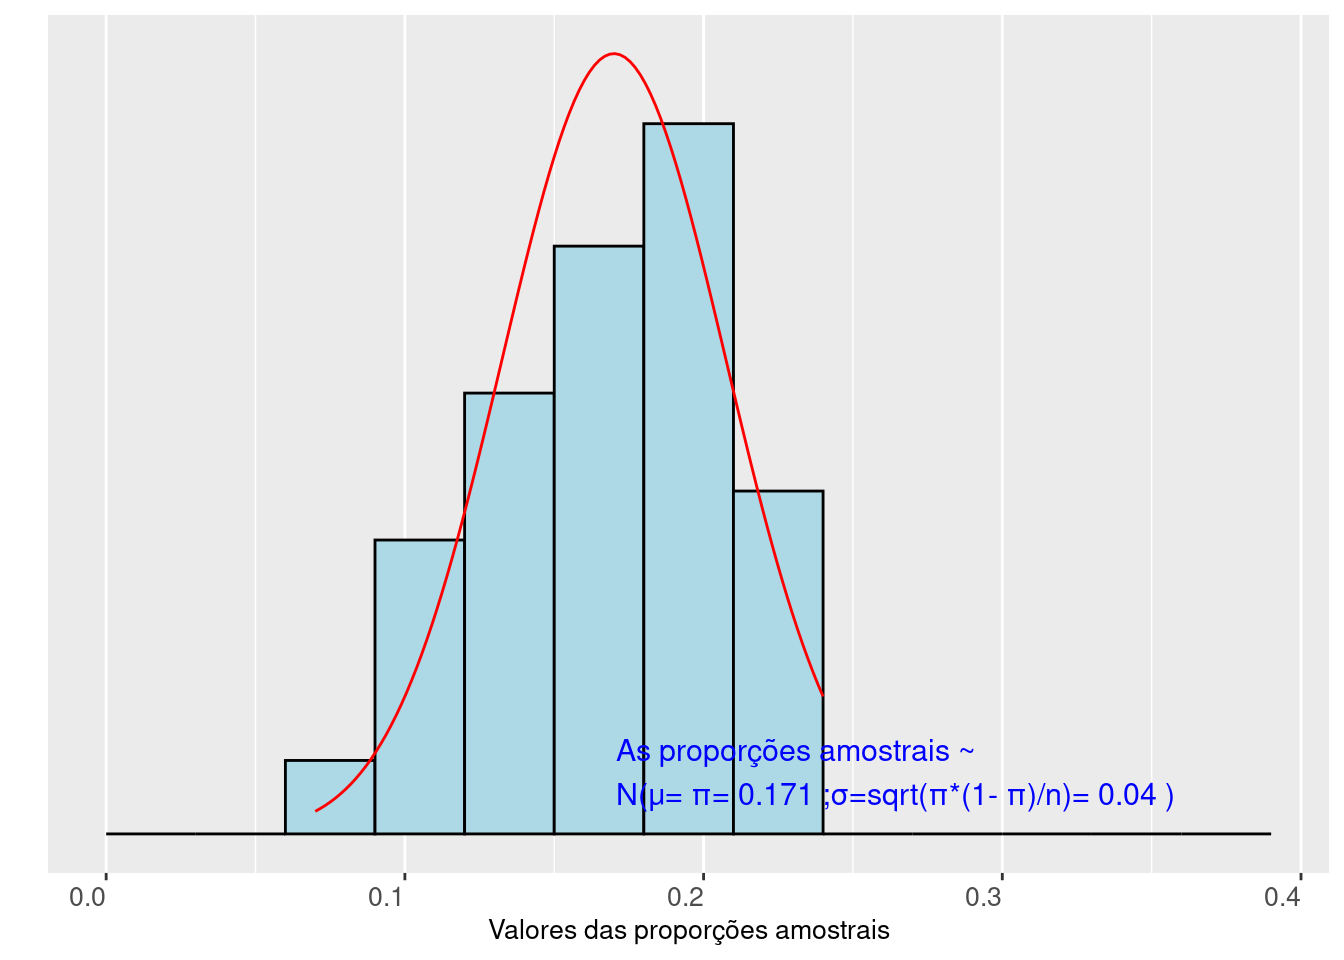 As proporções amostrais ~
N(μ= π= 0.171 ;σ=sqrt(π*(1- π)/n)= 0.04 )
0.0 0.1 0.2 0.3 0.4
Valores das proporções amostrais